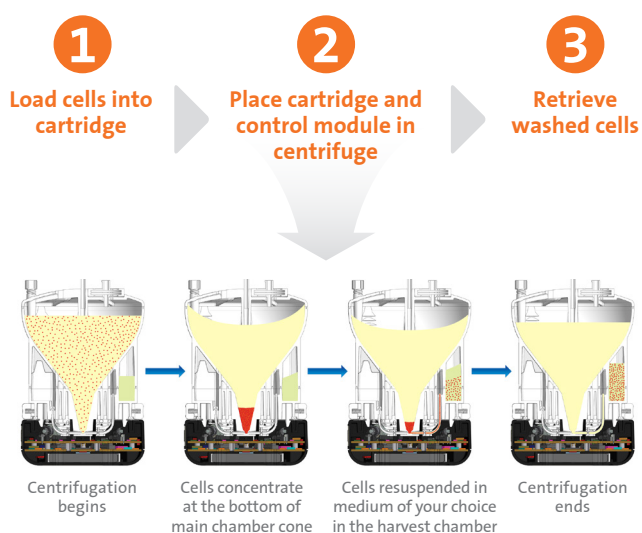 1
Load cells into
cartridge
2
Place cartridge and
control module in
centrifuge
3
Retrieve
washed cells
Centrifugation
begins
Cells concentrate
at the bottom of
main chamber cone
Cells resuspended in
medium of your choice
in the harvest chamber
Centrifugation
ends